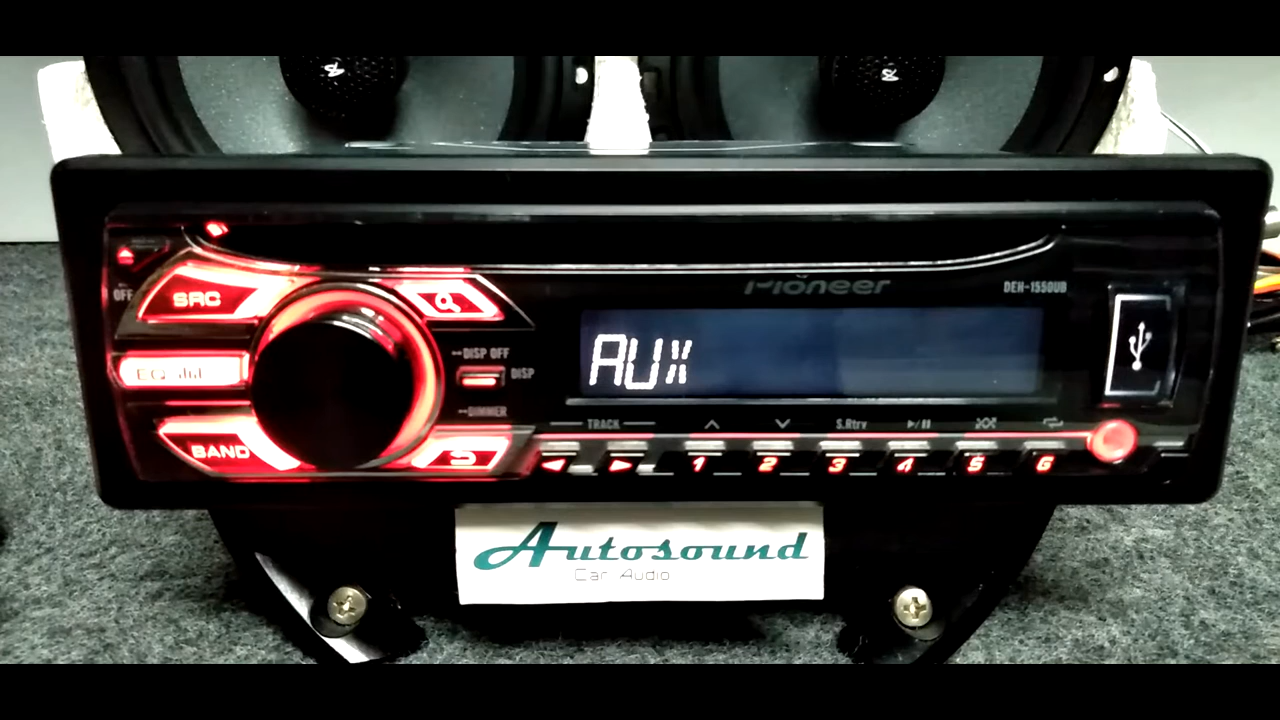 Pioneer
DEH-1550UB
OFF
SRC
DISP OFF
EQ
AUX
DISP
DIMMER
TRACK
S.Rtrv
BAND
1 2 3 4 5 6
Autosound
Car Audio